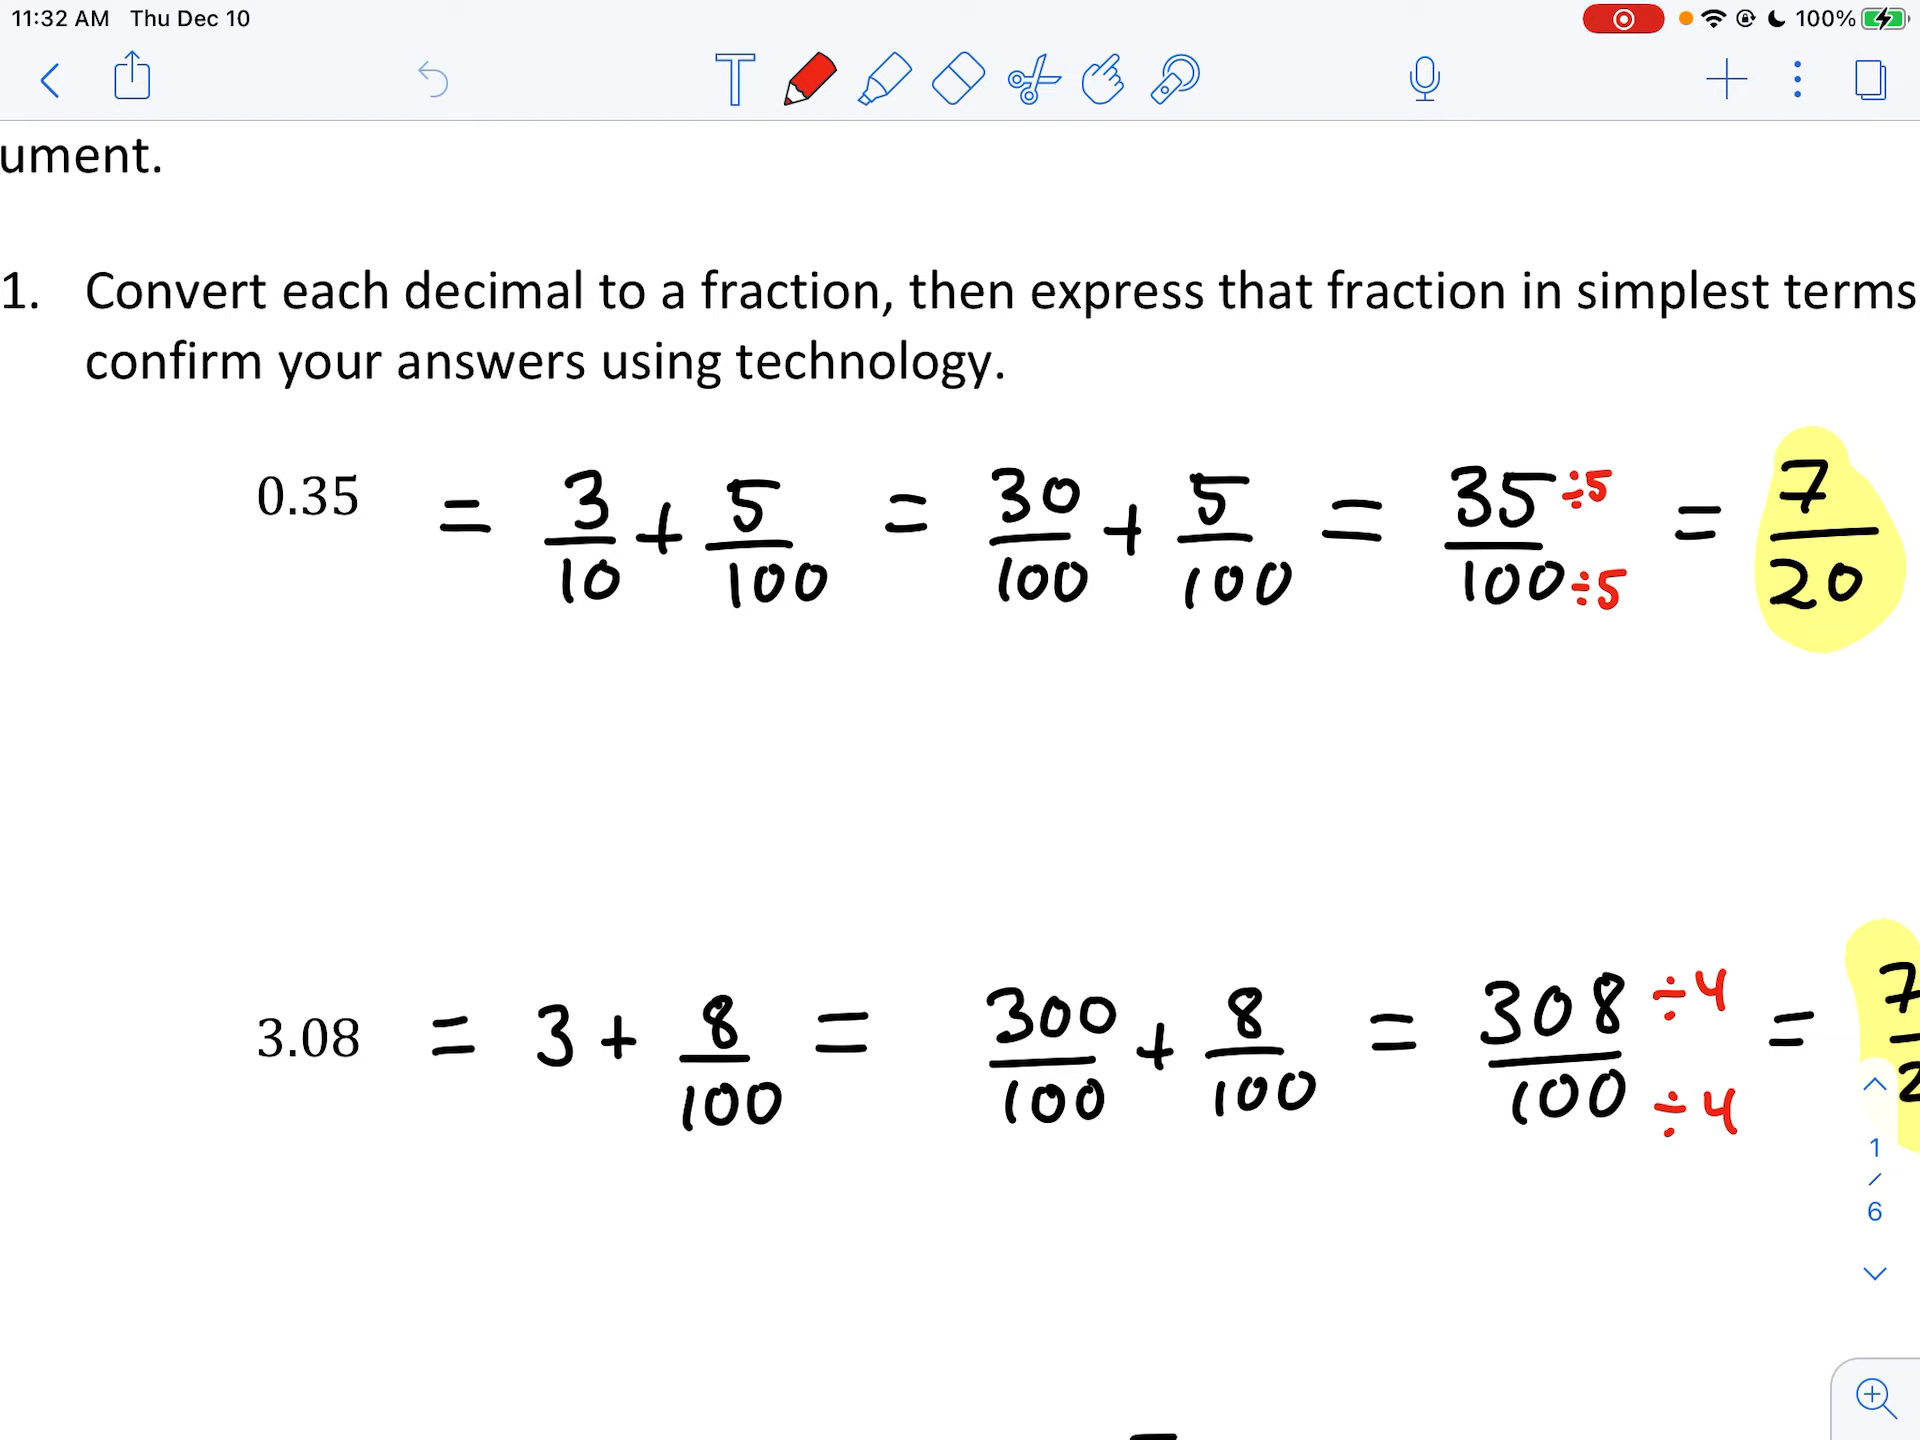 11:32 AM Thu Dec 10 100%
T
ument.
1. Convert each decimal to a fraction, then express that fraction in simplest terms
confirm your answers using technology.
0.35 = 3/10 + 5/100 = 30/100 + 5/100 = 35÷5/100÷5 = 7/20
3.08 = 3 + 8/100 = 300/100 + 8/100 = 308÷4/100÷4 = 7/2
1
/
6